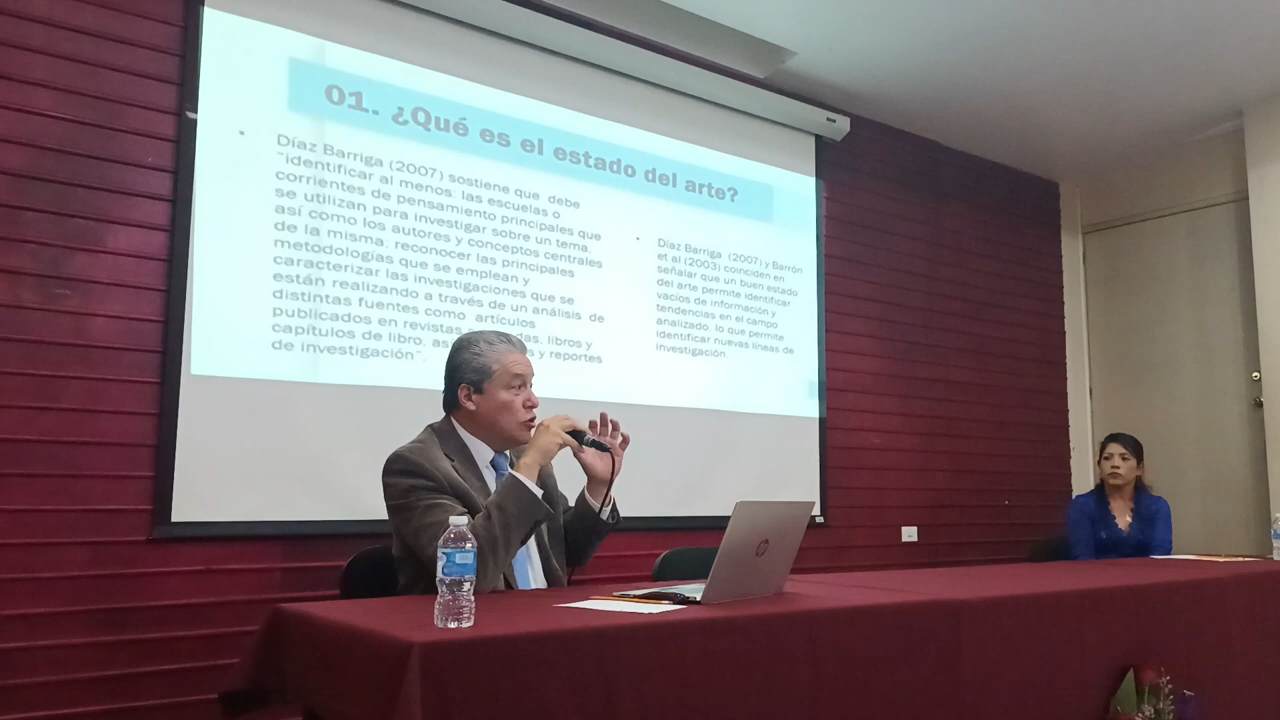 01. ¿Qué es el estado del arte?
Díaz Barriga (2007) sostiene que debe
"identificar al menos: las escuelas o
corrientes de pensamiento principales que
se utilizan para investigar sobre un tema,
así como los autores y conceptos centrales
de la misma; reconocer las principales
metodologías que se emplean y
caracterizar las investigaciones que se
están realizando a través de un análisis de
distintas fuentes como artículos
publicados en revistas libros y
capítulos de libro, y reportes
de investigación".
Díaz Barriga (2007) y Barrón
et al (2003) coinciden en
señalar que un buen estado
del arte permite identificar
vacíos de información y
tendencias en el campo
analizado, lo que permite
identificar nuevas líneas de
investigación.
hp